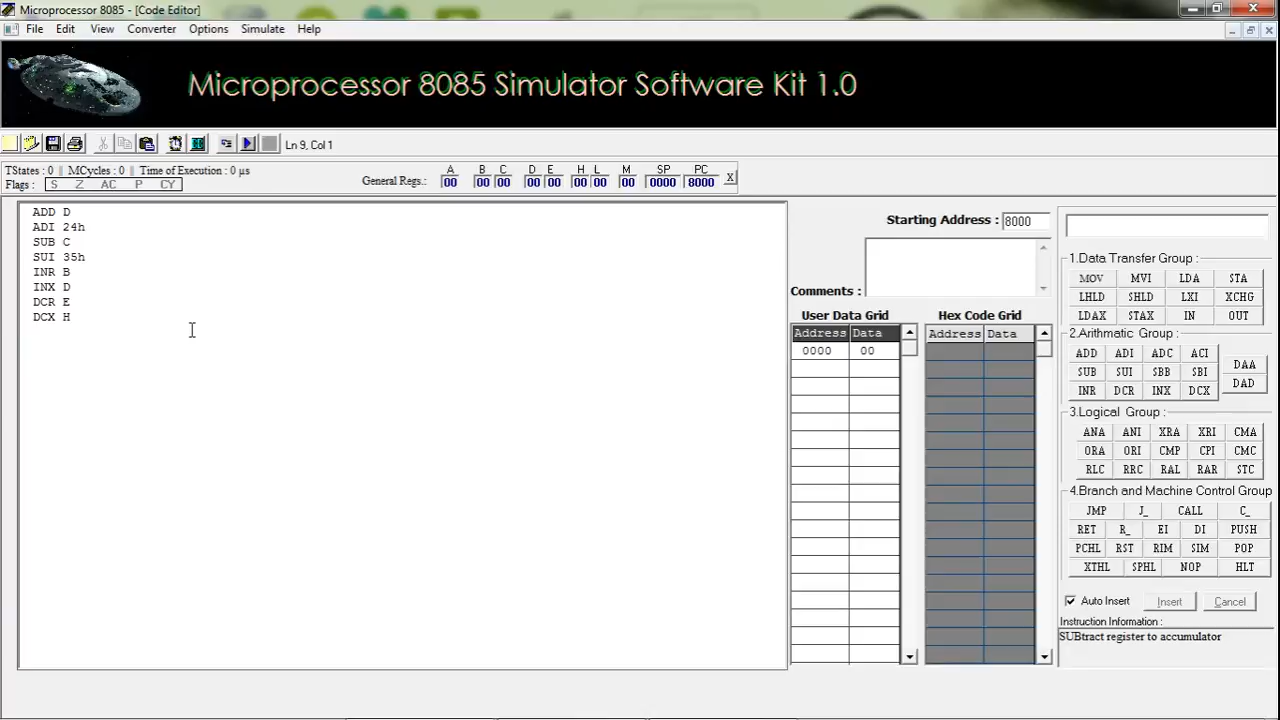 Microprocessor 8085 - [Code Editor]
File Edit View Converter Options Simulate Help
Microprocessor 8085 Simulator Software Kit 1.0
Ln 9, Col 1
TStates : 0 || MCycles : 0 || Time of Execution : 0 µs
Flags : S Z AC P CY
General Regs.:
A B C D E H L M SP PC
00 00 00 00 00 00 00 00 0000 8000 X
ADD D
ADI 24h
SUB C
SUI 35h
INR B
INX D
DCR E
DCX H
Starting Address : 8000
Comments :
User Data Grid
Address Data
0000 00
Hex Code Grid
Address Data
1.Data Transfer Group :
MOV MVI LDA STA
LHLD SHLD LXI XCHG
LDAX STAX IN OUT
2.Arithmatic Group :
ADD ADI ADC ACI
SUB SUI SBB SBI
INR DCR INX DCX
DAA
DAD
3.Logical Group :
ANA ANI XRA XRI CMA
ORA ORI CMP CPI CMC
RLC RRC RAL RAR STC
4.Branch and Machine Control Group
JMP J_ CALL C_
RET R_ EI DI PUSH
PCHL RST RIM SIM POP
XTHL SPHL NOP HLT
Auto Insert Insert Cancel
Instruction Information :
SUBtract register to accumulator